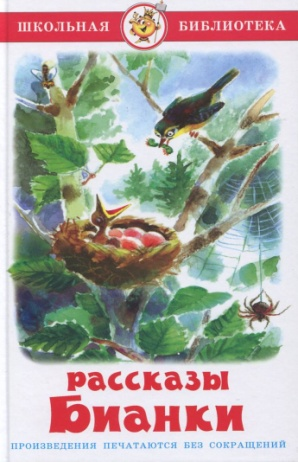 ШКОЛЬНАЯ БИБЛИОТЕКА
Рассказы
Бианки
ПРОИЗВЕДЕНИЯ ПЕЧАТАЮТСЯ БЕЗ СОКРАЩЕНИЙ